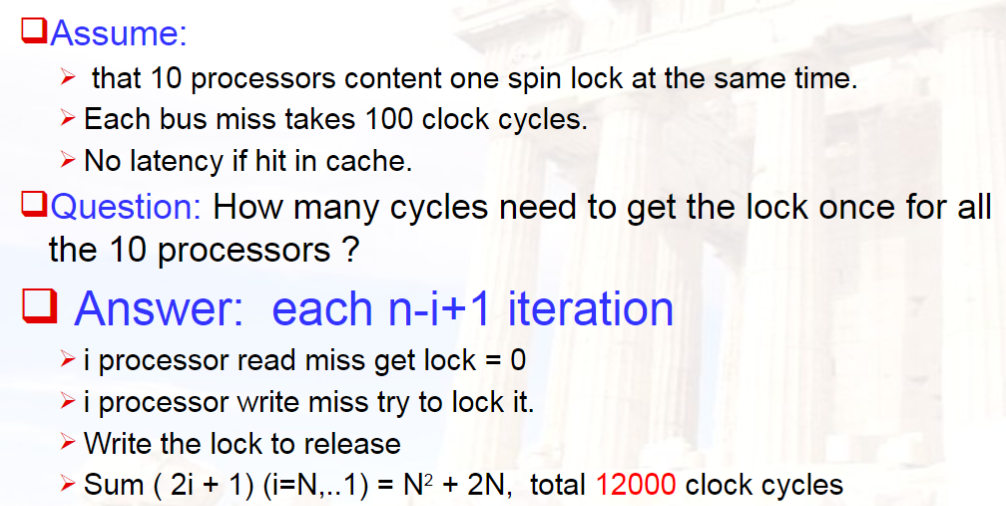 Assume:
that 10 processors content one spin lock at the same time.
Each bus miss takes 100 clock cycles.
No latency if hit in cache.
Question: How many cycles need to get the lock once for all
the 10 processors ?
Answer: each n-i+1 iteration
i processor read miss get lock = 0
i processor write miss try to lock it.
Write the lock to release
Sum ( 2i + 1) (i=N,..1) = N² + 2N, total 12000 clock cycles